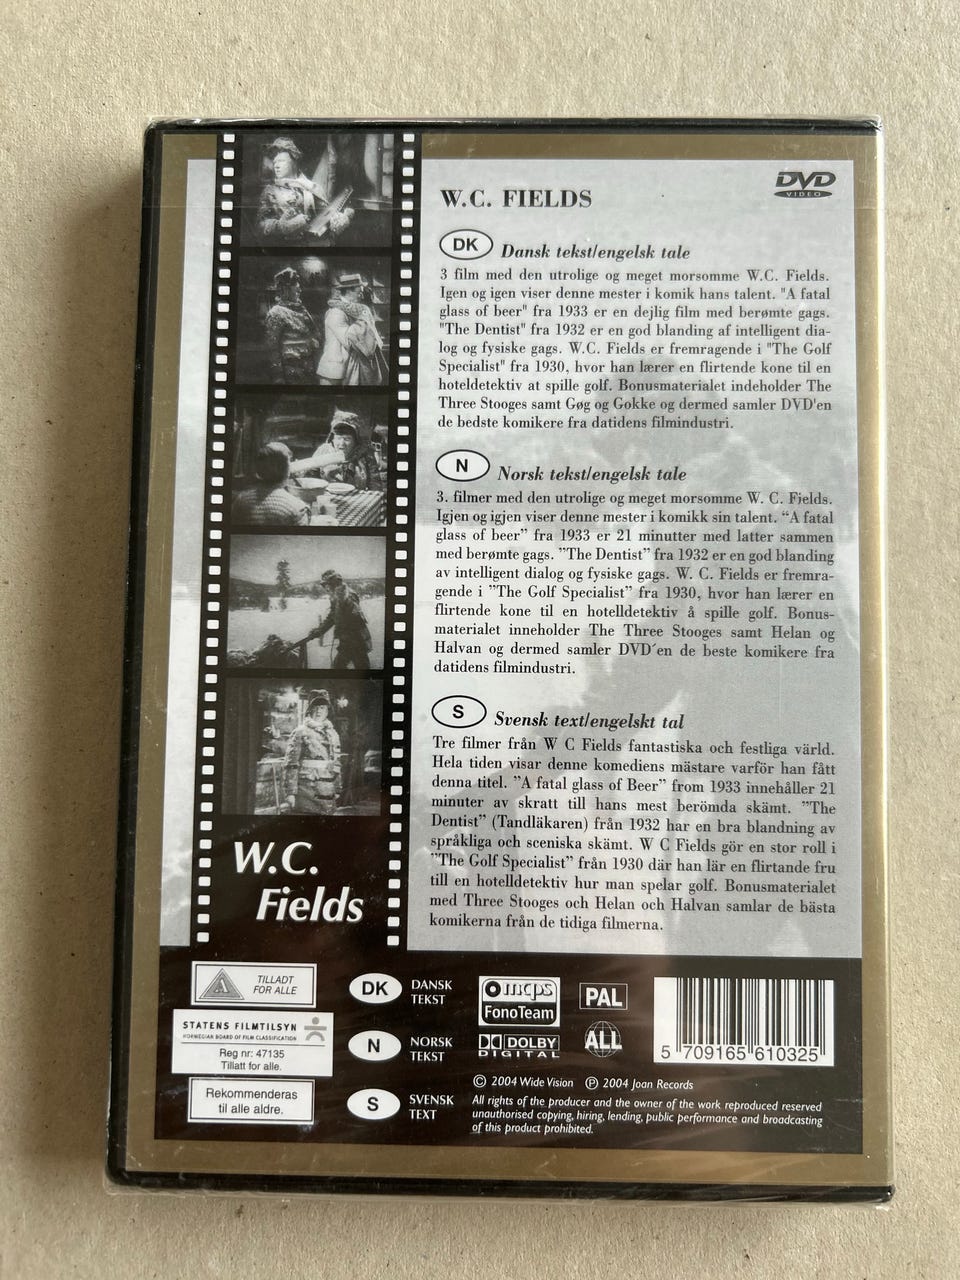 W.C. FIELDS
DVD
VIDEO
DK Dansk tekst/engelsk tale
3 film med den utrolige og meget morsomme W.C. Fields.
Igen og igen viser denne mester i komik hans talent. "A fatal
glass of beer" fra 1933 er en dejlig film med berømte gags.
"The Dentist" fra 1932 er en god blanding af intelligent dia-
log og fysiske gags. W.C. Fields er fremragende i "The Golf
Specialist" fra 1930, hvor han lærer en flirtende kone til en
hoteldetektiv at spille golf. Bonusmaterialet indeholder The
Three Stooges samt Gøg og Gokke og dermed samler DVD'en
de bedste komikere fra datidens filmindustri.
N Norsk tekst/engelsk tale
3. filmer med den utrolige og meget morsomme W. C. Fields.
Igjen og igjen viser denne mester i komikk sin talent. “A fatal
glass of beer” fra 1933 er 21 minutter med latter sammen
med berømte gags. ”The Dentist” fra 1932 er en god blanding
av intelligent dialog og fysiske gags. W. C. Fields er fremra-
gende i ”The Golf Specialist” fra 1930, hvor han lærer en
flirtende kone til en hotelldetektiv å spille golf. Bonus-
materialet inneholder The Three Stooges samt Helan og
Halvan og dermed samler DVD´en de beste komikere fra
datidens filmindustri.
S Svensk text/engelskt tal
Tre filmer från W C Fields fantastiska och festliga värld.
Hela tiden visar denne komediens mästare varför han fått
denna titel. ”A fatal glass of Beer” from 1933 innehåller 21
minuter av skratt till hans mest berömda skämt. ”The
Dentist” (Tandläkaren) från 1932 har en bra blandning av
språkliga och sceniska skämt. W C Fields gör en stor roll i
”The Golf Specialist” från 1930 där han lär en flirtande fru
till en hotelldetektiv hur man spelar golf. Bonusmaterialet
med Three Stooges och Helan och Halvan samlar de bästa
komikerna från de tidiga filmerna.
W.C.
Fields
A TILLADT
FOR ALLE
STATENS FILMTILSYN
NORWEGIAN BOARD OF FILM CLASSIFICATION
Reg nr: 47135
Tillatt for alle.
Rekommenderas
til alle aldre.
DK DANSK
TEKST
N NORSK
TEKST
S SVENSK
TEXT
mcps
FonoTeam
DOLBY
DIGITAL
PAL
ALL
5 709165 610325
© 2004 Wide Vision ℗ 2004 Joan Records
All rights of the producer and the owner of the work reproduced reserved
unauthorised copying, hiring, lending, public performance and broadcasting
of this product prohibited.